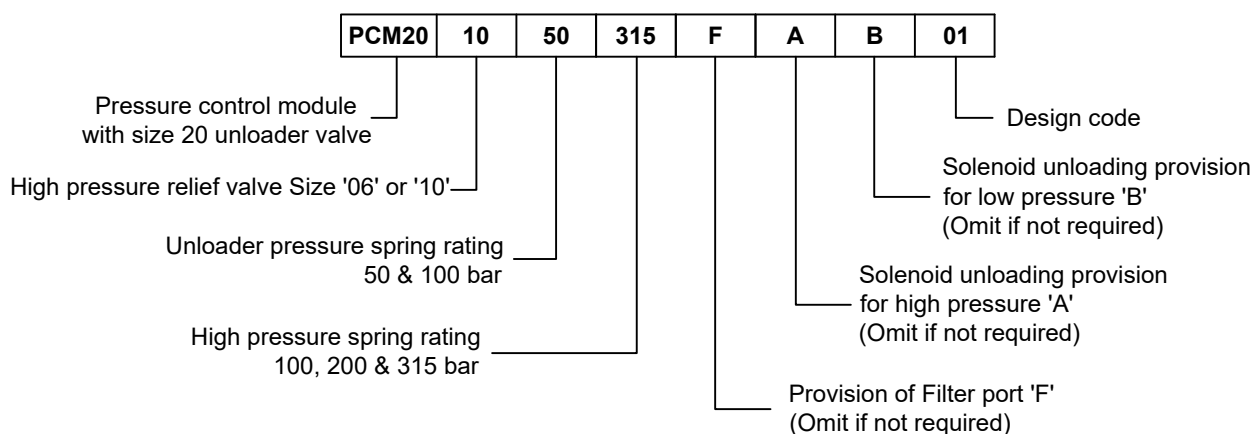 PCM20 10 50 315 F A B 01
Pressure control module
with size 20 unloader valve
Design code
High pressure relief valve Size '06' or '10'
Solenoid unloading provision
for low pressure 'B'
(Omit if not required)
Unloader pressure spring rating
50 & 100 bar
Solenoid unloading provision
for high pressure 'A'
(Omit if not required)
High pressure spring rating
100, 200 & 315 bar
Provision of Filter port 'F'
(Omit if not required)